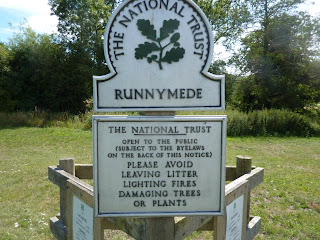 THE NATIONAL TRUST
RUNNYMEDE
THE NATIONAL TRUST
OPEN TO THE PUBLIC
(SUBJECT TO THE BYELAWS
ON THE BACK OF THIS NOTICE)
PLEASE AVOID
LEAVING LITTER
LIGHTING FIRES
DAMAGING TREES
OR PLANTS